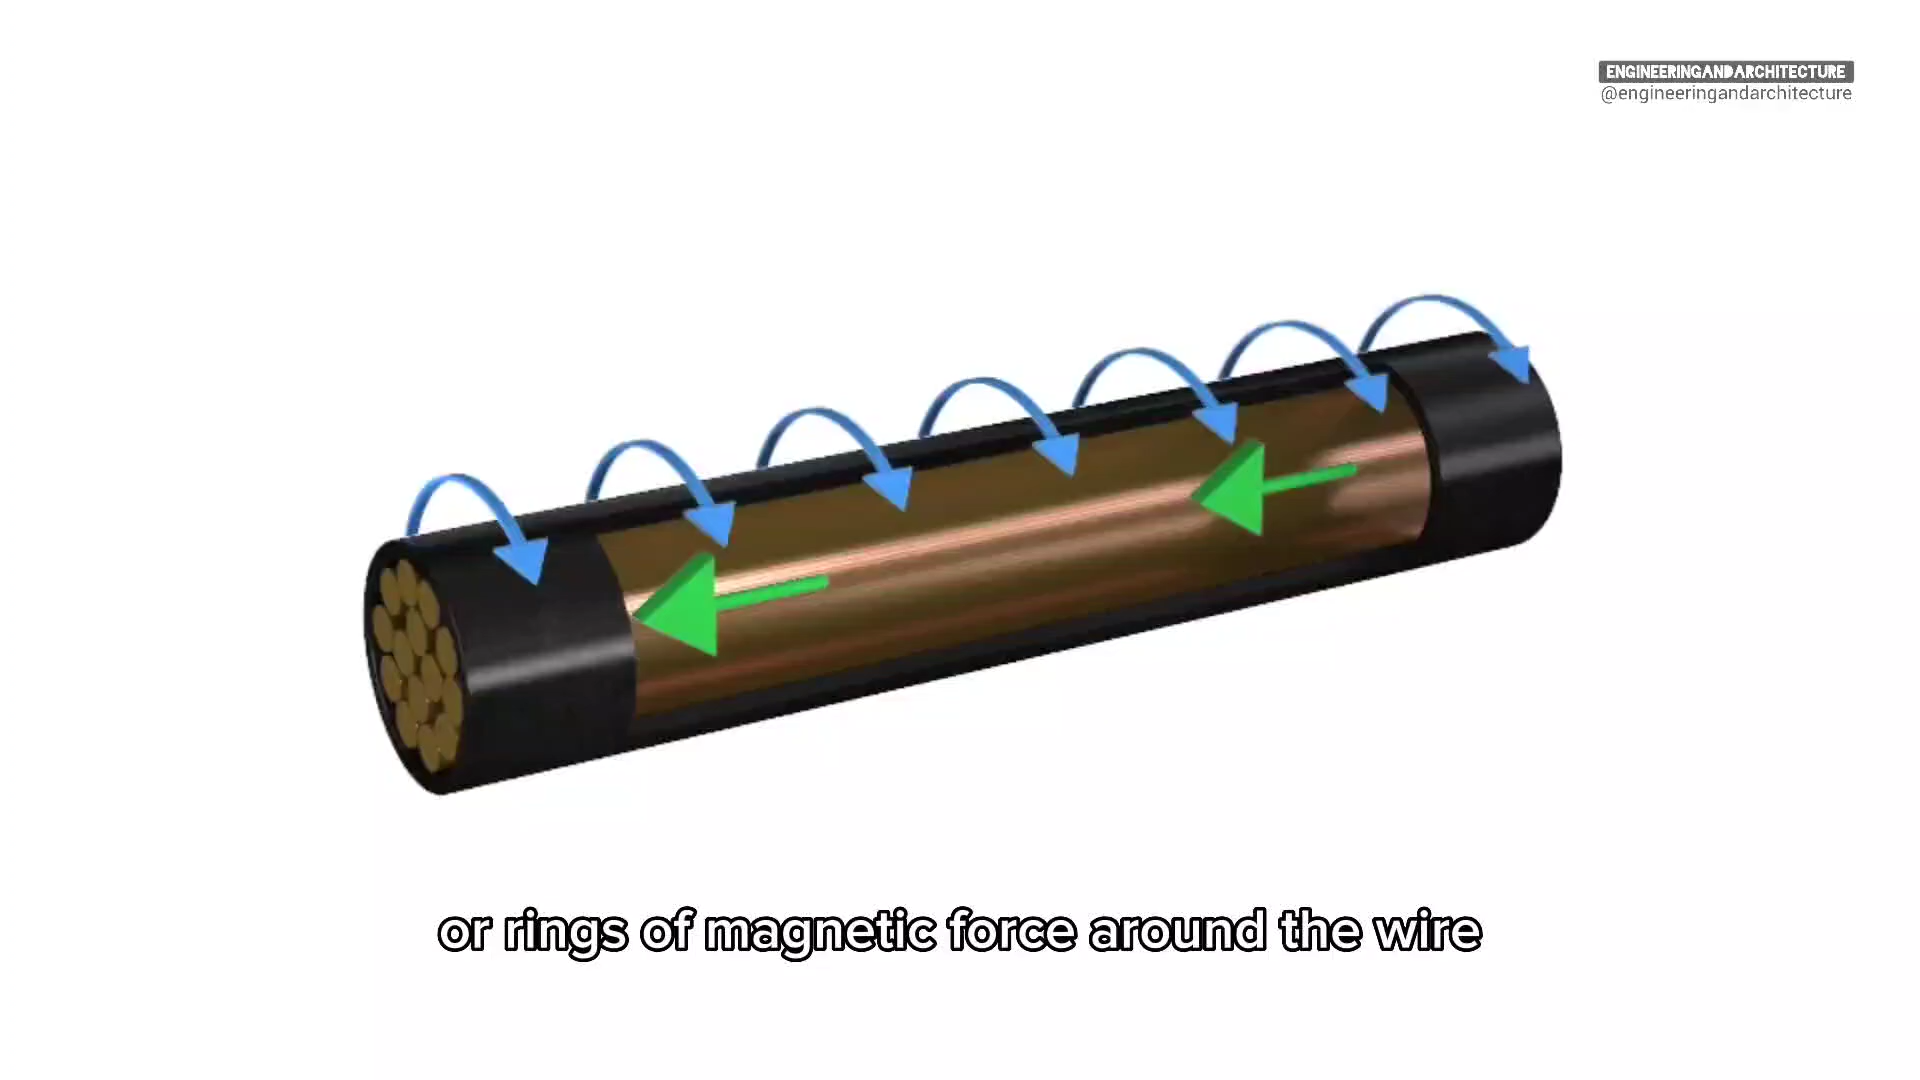 ENGINEERINGANDARCHITECTURE
@engineeringandarchitecture
or rings of magnetic force around the wire